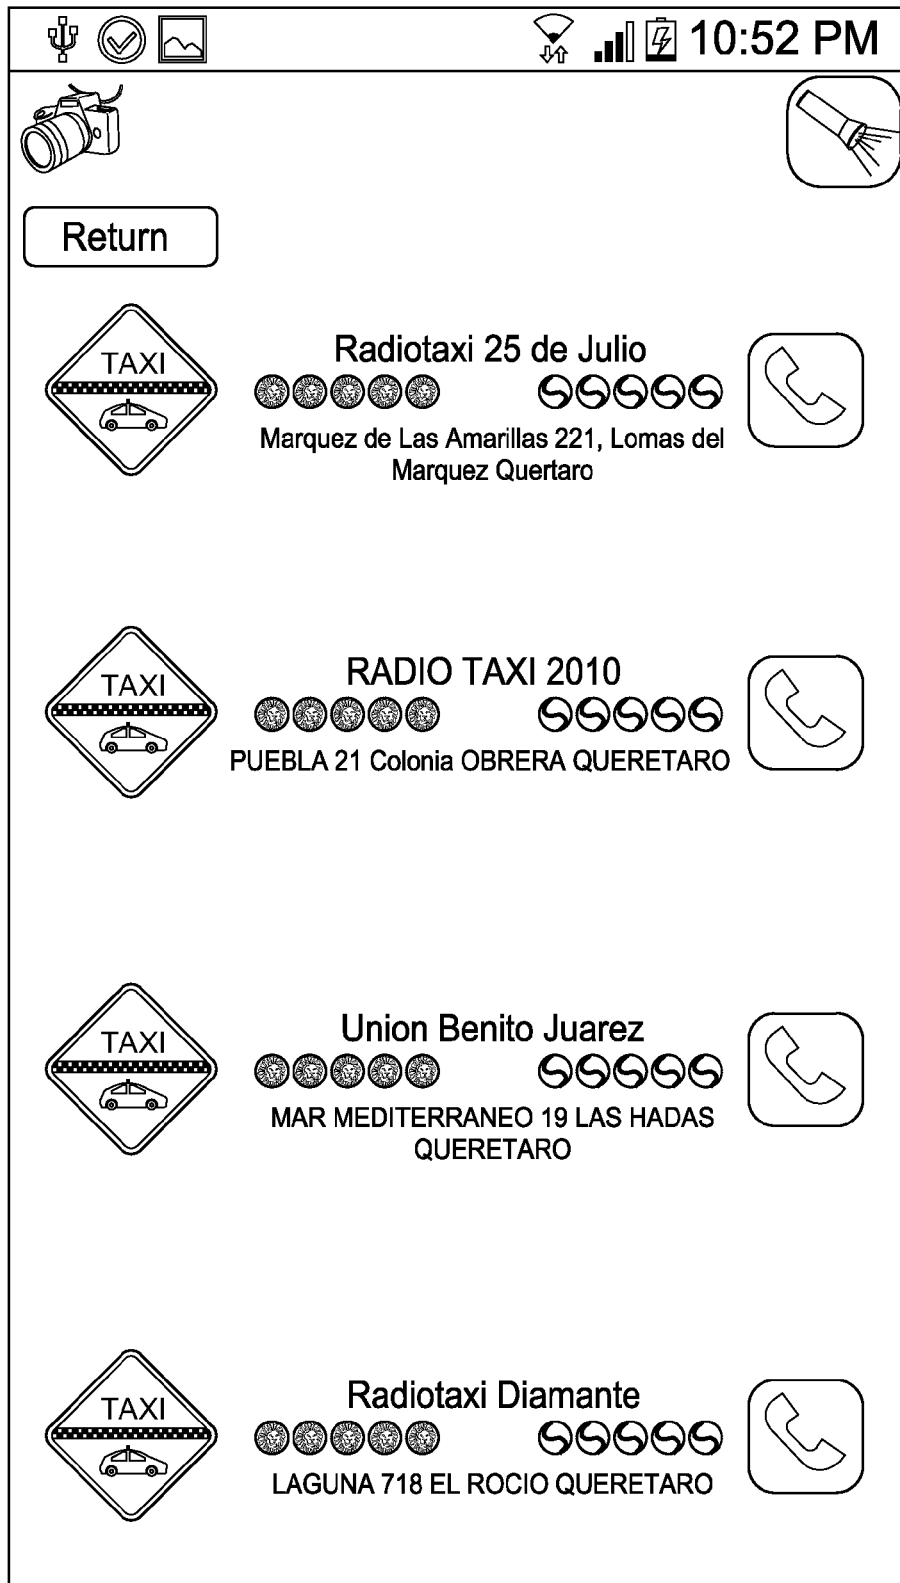 10:52 PM
Return
TAXI
Radiotaxi 25 de Julio
Marquez de Las Amarillas 221, Lomas del
Marquez Quertaro
TAXI
RADIO TAXI 2010
PUEBLA 21 Colonia OBRERA QUERETARO
TAXI
Union Benito Juarez
MAR MEDITERRANEO 19 LAS HADAS
QUERETARO
TAXI
Radiotaxi Diamante
LAGUNA 718 EL ROCIO QUERETARO